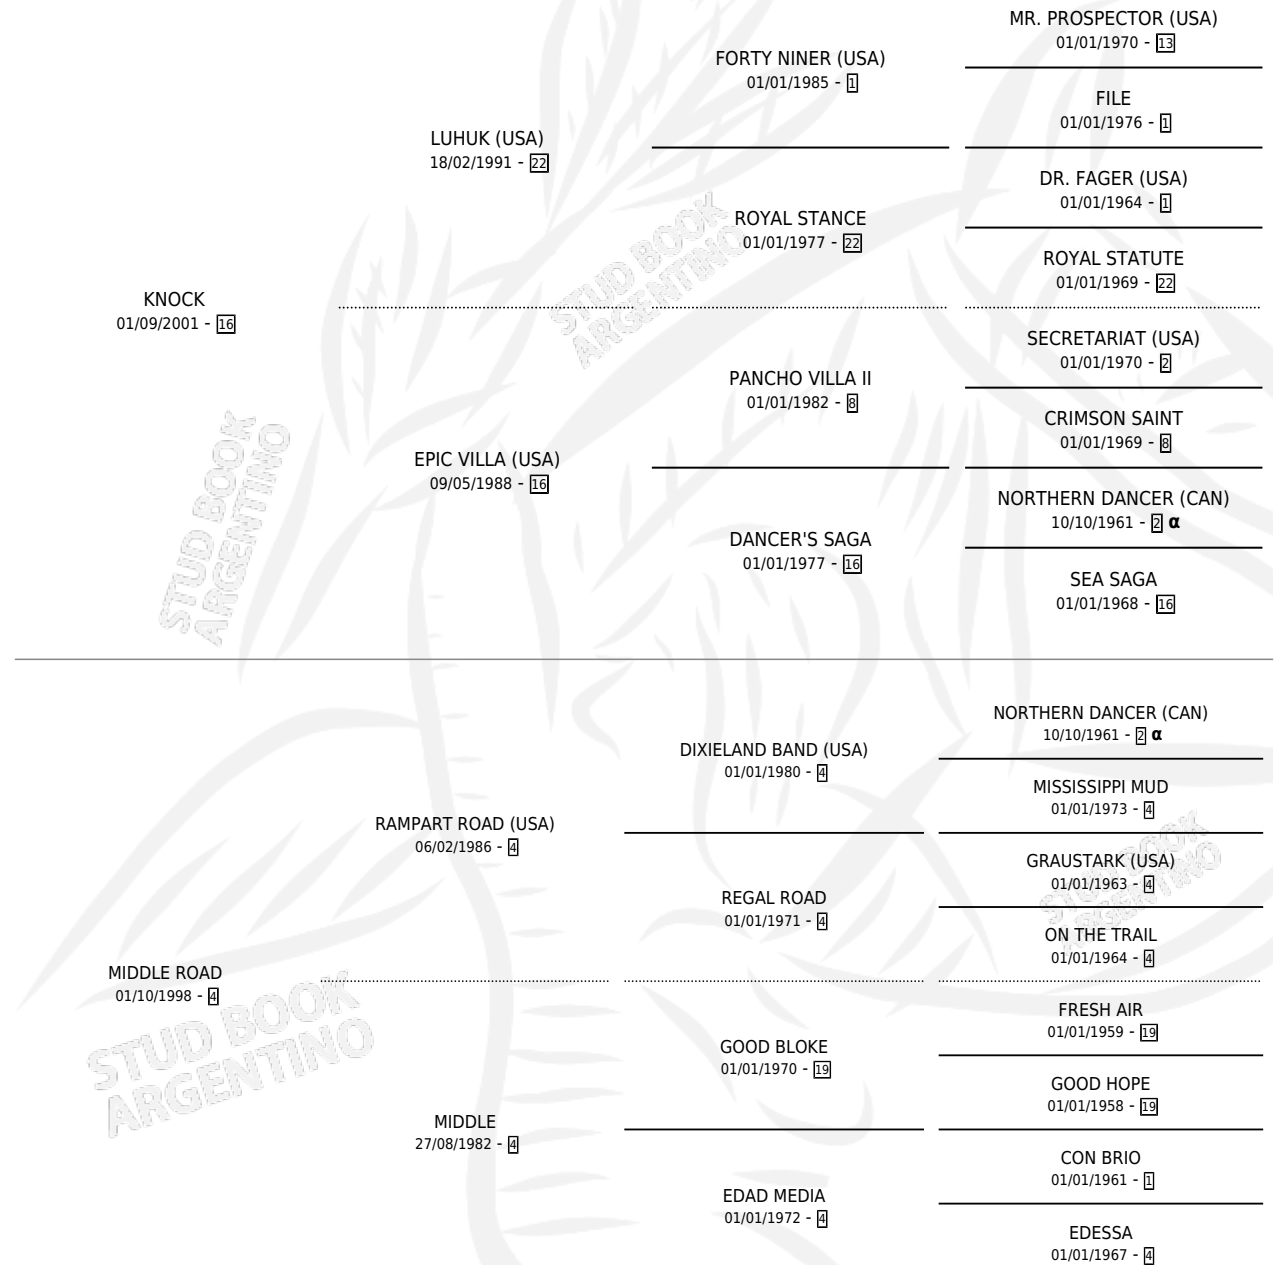 MR. PROSPECTOR (USA)
01/01/1970 - 13
FORTY NINER (USA)
01/01/1985 - 1
FILE
01/01/1976 - 1
LUHUK (USA)
18/02/1991 - 22
DR. FAGER (USA)
01/01/1964 - 1
ROYAL STANCE
01/01/1977 - 22
ROYAL STATUTE
01/01/1969 - 22
KNOCK
01/09/2001 - 16
SECRETARIAT (USA)
01/01/1970 - 2
PANCHO VILLA II
01/01/1982 - 8
CRIMSON SAINT
01/01/1969 - 8
EPIC VILLA (USA)
09/05/1988 - 16
NORTHERN DANCER (CAN)
10/10/1961 - 2 α
DANCER'S SAGA
01/01/1977 - 16
SEA SAGA
01/01/1968 - 16
STUD BOOK
ARGENTINO
STUD BOOK
ARGENTINO
NORTHERN DANCER (CAN)
10/10/1961 - 2 α
DIXIELAND BAND (USA)
01/01/1980 - 4
MISSISSIPPI MUD
01/01/1973 - 4
RAMPART ROAD (USA)
06/02/1986 - 4
GRAUSTARK (USA)
01/01/1963 - 4
REGAL ROAD
01/01/1971 - 4
ON THE TRAIL
01/01/1964 - 4
MIDDLE ROAD
01/10/1998 - 4
FRESH AIR
01/01/1959 - 19
GOOD BLOKE
01/01/1970 - 19
GOOD HOPE
01/01/1958 - 19
MIDDLE
27/08/1982 - 4
CON BRIO
01/01/1961 - 1
EDAD MEDIA
01/01/1972 - 4
EDESSA
01/01/1967 - 4
STUD BOOK
ARGENTINO
STUD BOOK
ARGENTINO